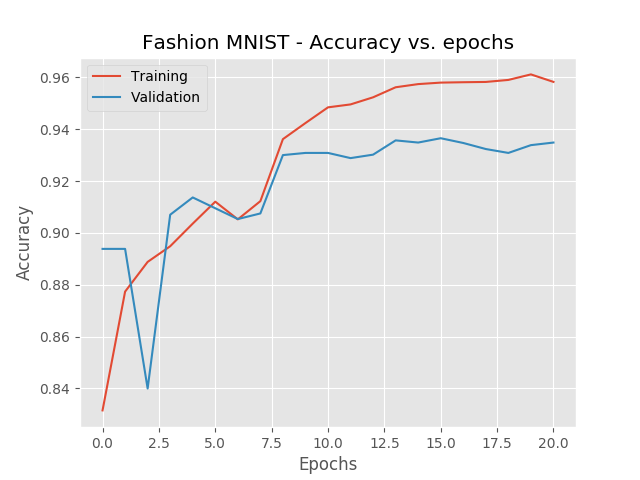 Fashion MNIST - Accuracy vs. epochs
Training
Validation
0.96
0.94
0.92
0.90
0.88
0.86
0.84
Accuracy
0.0 2.5 5.0 7.5 10.0 12.5 15.0 17.5 20.0
Epochs